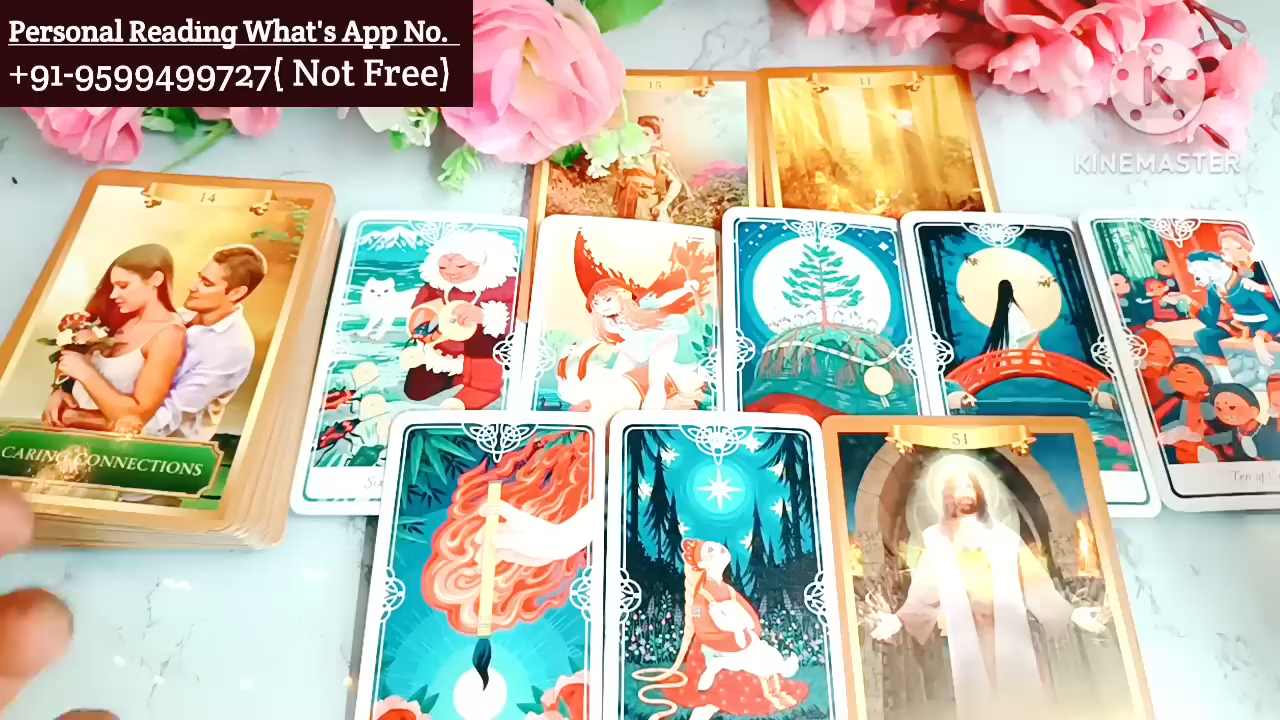 Personal Reading What's App No.
+91-9599499727( Not Free)
15
11
K
KINEMASTER
14
CARING CONNECTIONS
Ten of
51